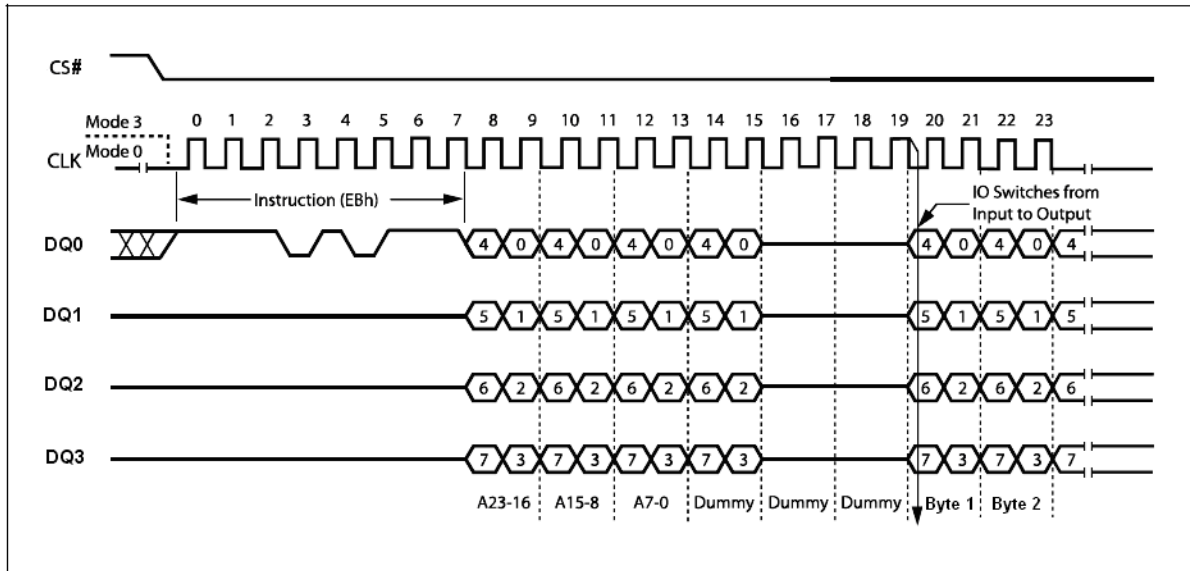 CS#
Mode 3
0 1 2 3 4 5 6 7 8 9 10 11 12 13 14 15 16 17 18 19 20 21 22 23
Mode 0
CLK
Instruction (EBh)
IO Switches from
Input to Output
DQ0
4 0 4 0 4 0 4 0 4 0 4 0 4
DQ1
5 1 5 1 5 1 5 1 5 1 5 1 5
DQ2
6 2 6 2 6 2 6 2 6 2 6 2 6
DQ3
7 3 7 3 7 3 7 3 7 3 7 3 7
A23-16 A15-8 A7-0 Dummy Dummy Dummy Byte 1 Byte 2